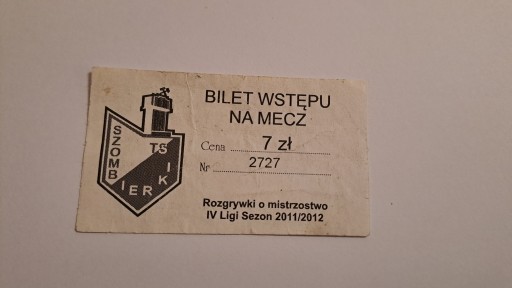 TS
SZOMBIERKI
BILET WSTĘPU
NA MECZ
Cena 7 zł
Nr 2727
Rozgrywki o mistrzostwo
IV Ligi Sezon 2011/2012